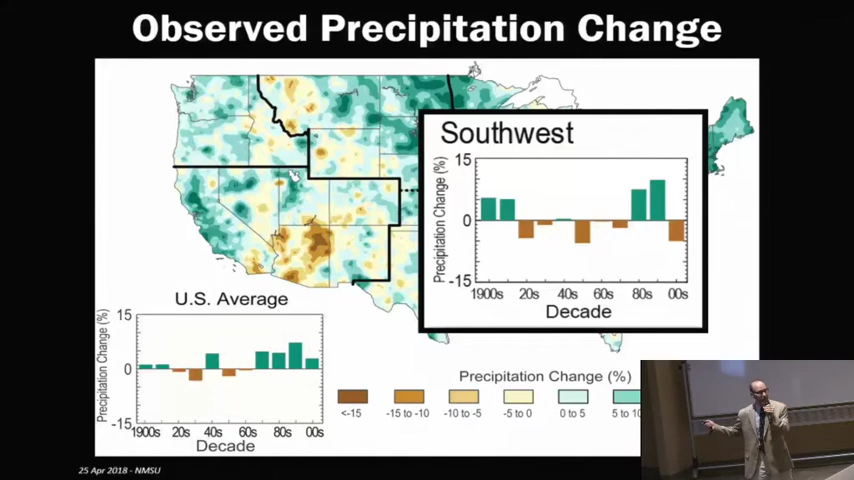 Observed Precipitation Change
Southwest
15
0
-15
Precipitation Change (%)
1900s 20s 40s 60s 80s 00s
Decade
U.S. Average
15
0
-15
Precipitation Change (%)
1900s 20s 40s 60s 80s 00s
Decade
Precipitation Change (%)
<-15 -15 to -10 -10 to -5 -5 to 0 0 to 5 5 to 10
25 Apr 2018 - NMSU